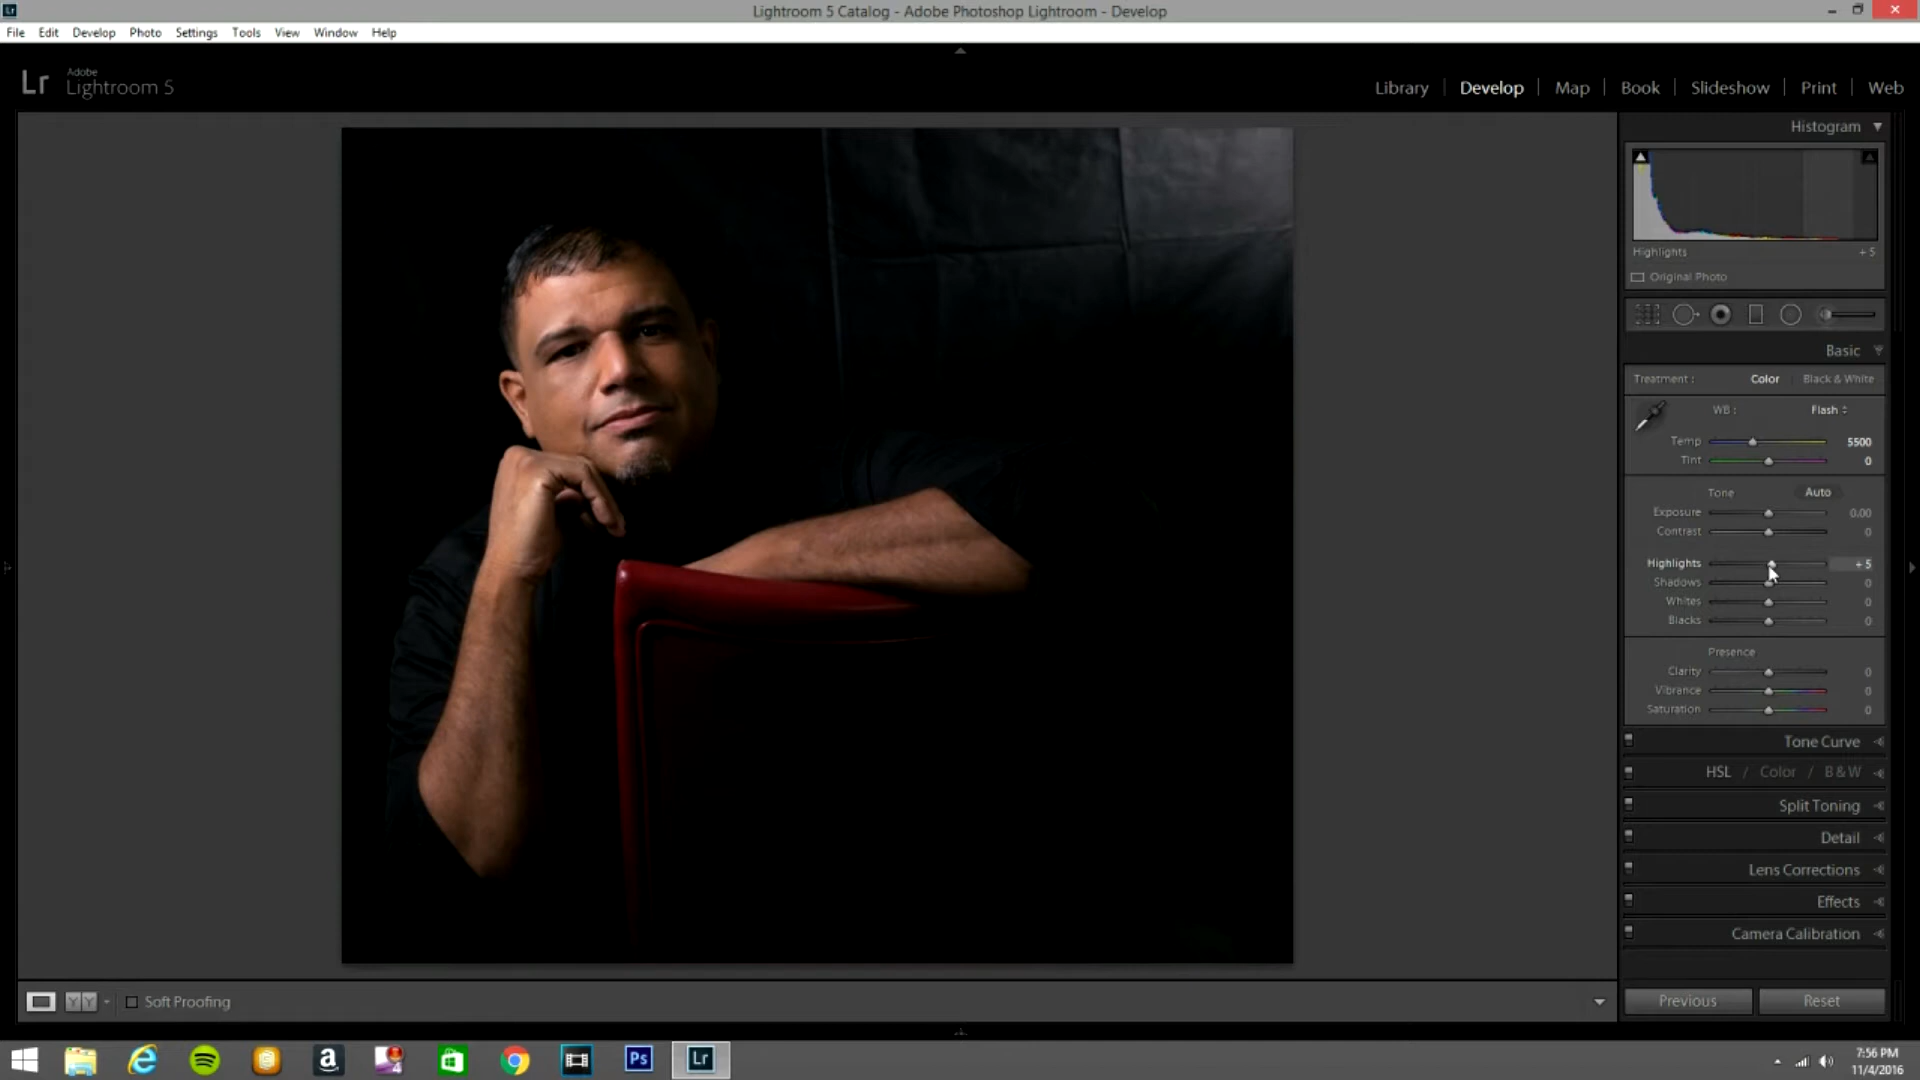 Lr
Lightroom 5 Catalog - Adobe Photoshop Lightroom - Develop
File Edit Develop Photo Settings Tools View Window Help
Lr Adobe Lightroom 5
Library Develop Map Book Slideshow Print Web
Histogram
Highlights + 5
Original Photo
Basic
Treatment : Color Black & White
WB : Flash
Temp 5500
Tint 0
Tone Auto
Exposure 0.00
Contrast 0
Highlights + 5
Shadows 0
Whites 0
Blacks 0
Presence
Clarity 0
Vibrance 0
Saturation 0
Tone Curve
HSL / Color / B & W
Split Toning
Detail
Lens Corrections
Effects
Camera Calibration
Y Y Soft Proofing
Previous Reset
a 4 Ps Lr
7:56 PM
11/4/2016